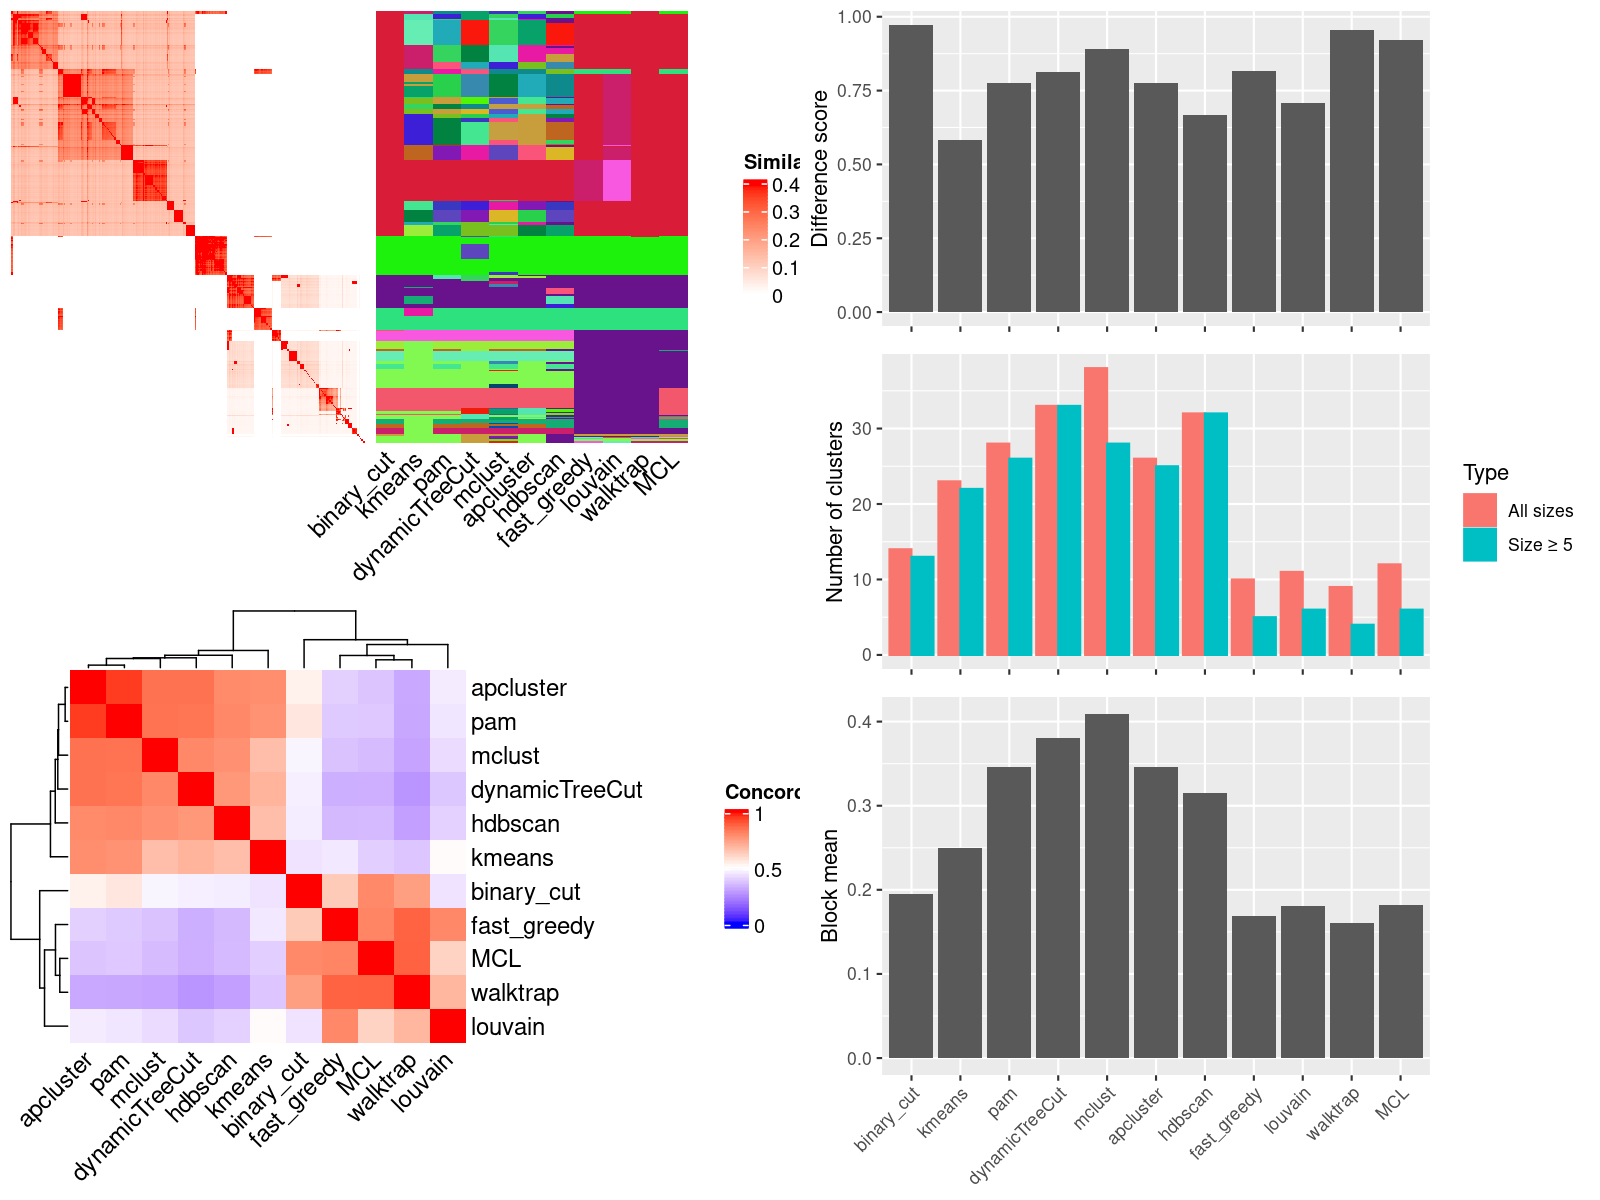 Simila
0.4
0.3
0.2
0.1
0
binary_cut
kmeans
pam
dynamicTreeCut
mclust
apcluster
hdbscan
fast_greedy
louvain
walktrap
MCL
apcluster
pam
mclust
dynamicTreeCut
hdbscan
kmeans
binary_cut
fast_greedy
MCL
walktrap
louvain
Concord
1
0.5
0
apcluster
pam
mclust
dynamicTreeCut
hdbscan
kmeans
binary_cut
fast_greedy
MCL
walktrap
louvain
Difference score
1.00
0.75
0.50
0.25
0.00
Number of clusters
30
20
10
0
Type
All sizes
Size ≥ 5
Block mean
0.4
0.3
0.2
0.1
0.0
binary_cut
kmeans
pam
dynamicTreeCut
mclust
apcluster
hdbscan
fast_greedy
louvain
walktrap
MCL